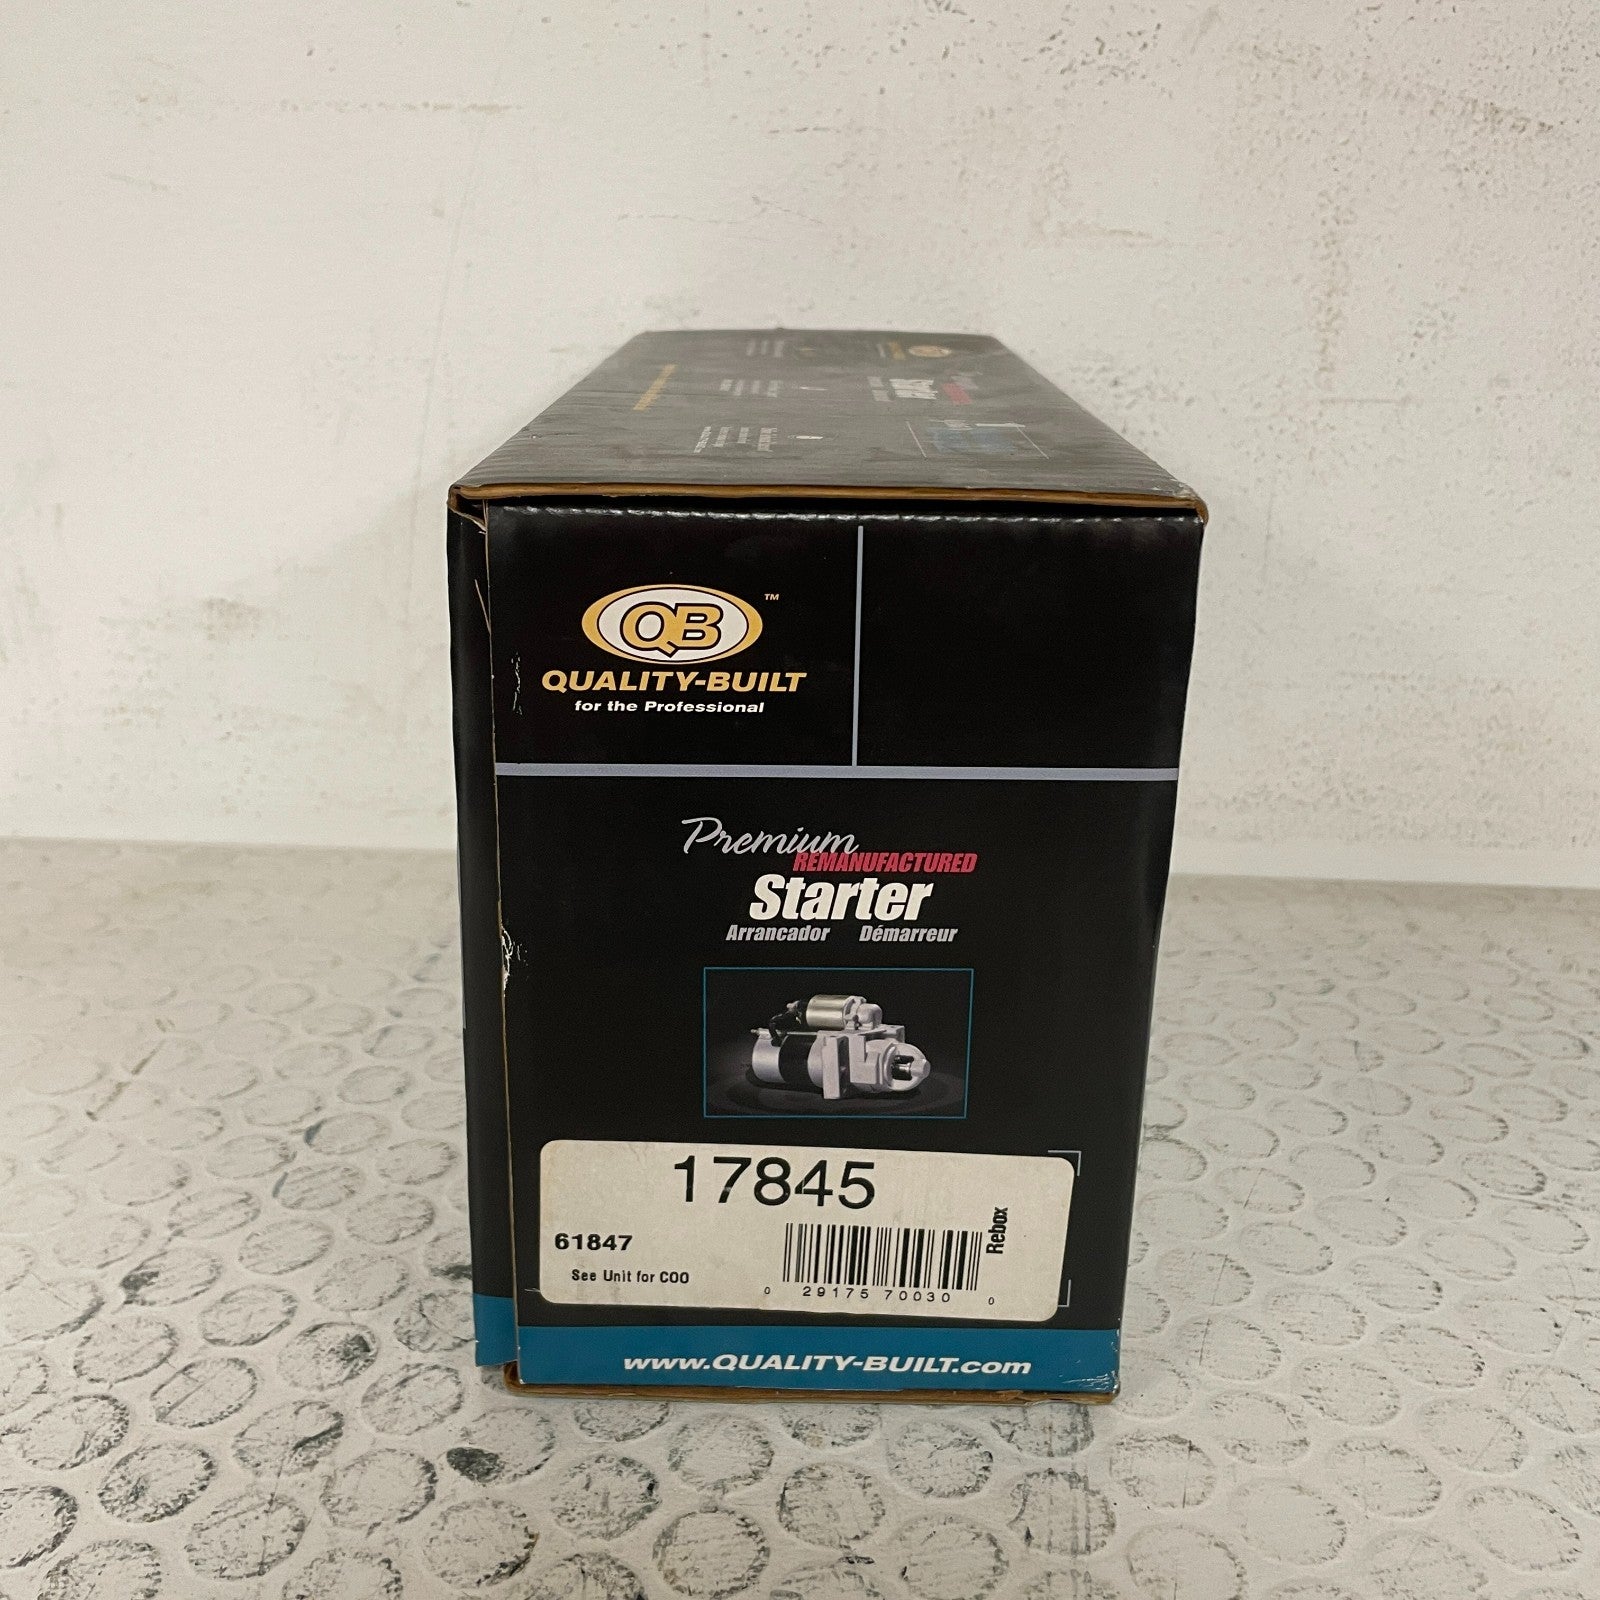 QB™
QUALITY-BUILT
for the Professional
Premium
REMANUFACTURED
Starter
Arrancador Démarreur
17845
61847
See Unit for COO
Rebox
0 29175 70030 0
www.QUALITY-BUILT.com